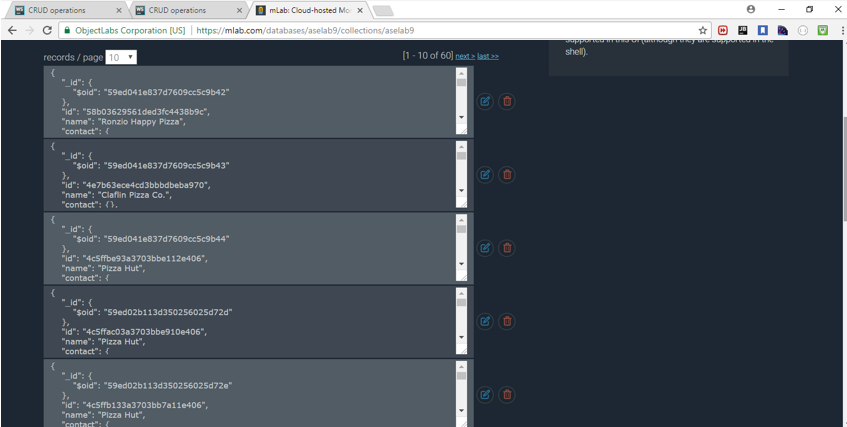 CRUD operations
CRUD operations
mLab: Cloud-hosted Mo
ObjectLabs Corporation [US]
https://mlab.com/databases/aselab9/collections/aselab9
supported in this UI (although they are supported in the
shell).
records / page 10
[1 - 10 of 60] next > last >>
{
"_id": {
"$oid": "59ed041e837d7609cc5c9b42"
},
"id": "58b03629561ded3fc4438b9c",
"name": "Ronzio Happy Pizza",
"contact": {
{
"_id": {
"$oid": "59ed041e837d7609cc5c9b43"
},
"id": "4e7b63ece4cd3bbbdbeba970",
"name": "Claflin Pizza Co.",
"contact": {},
{
"_id": {
"$oid": "59ed041e837d7609cc5c9b44"
},
"id": "4c5ffbe93a3703bbe112e406",
"name": "Pizza Hut",
"contact": {
{
"_id": {
"$oid": "59ed02b113d350256025d72d"
},
"id": "4c5ffac03a3703bbe910e406",
"name": "Pizza Hut",
"contact": {
{
"_id": {
"$oid": "59ed02b113d350256025d72e"
},
"id": "4c5ffb133a3703bb7a11e406",
"name": "Pizza Hut",
"contact": {